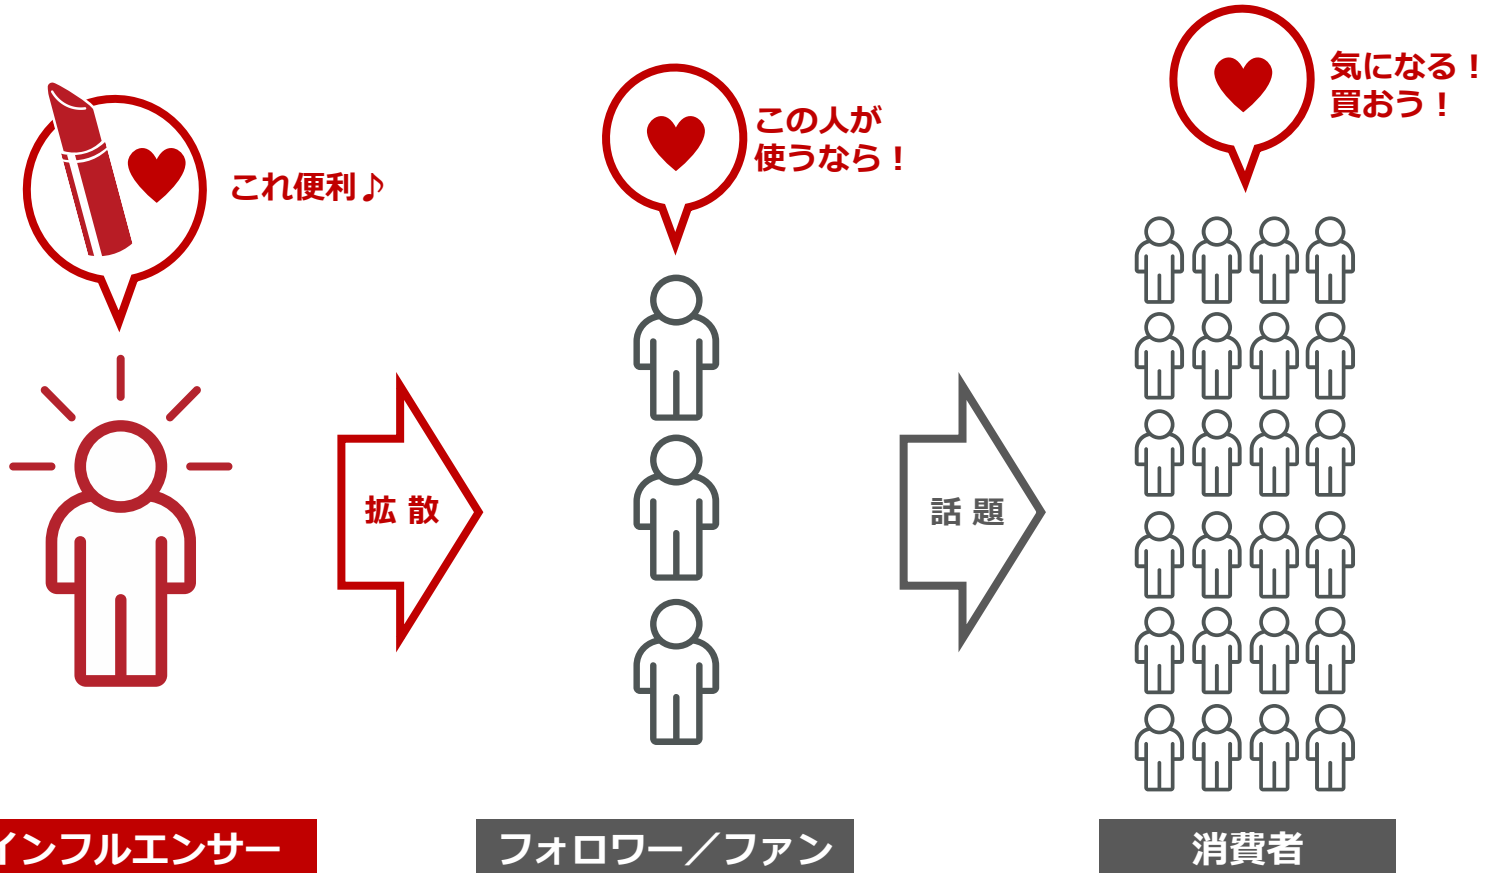 これ便利♪
この人が
使うなら！
気になる！
買おう！
拡散
話題
インフルエンサー
フォロワー／ファン
消費者